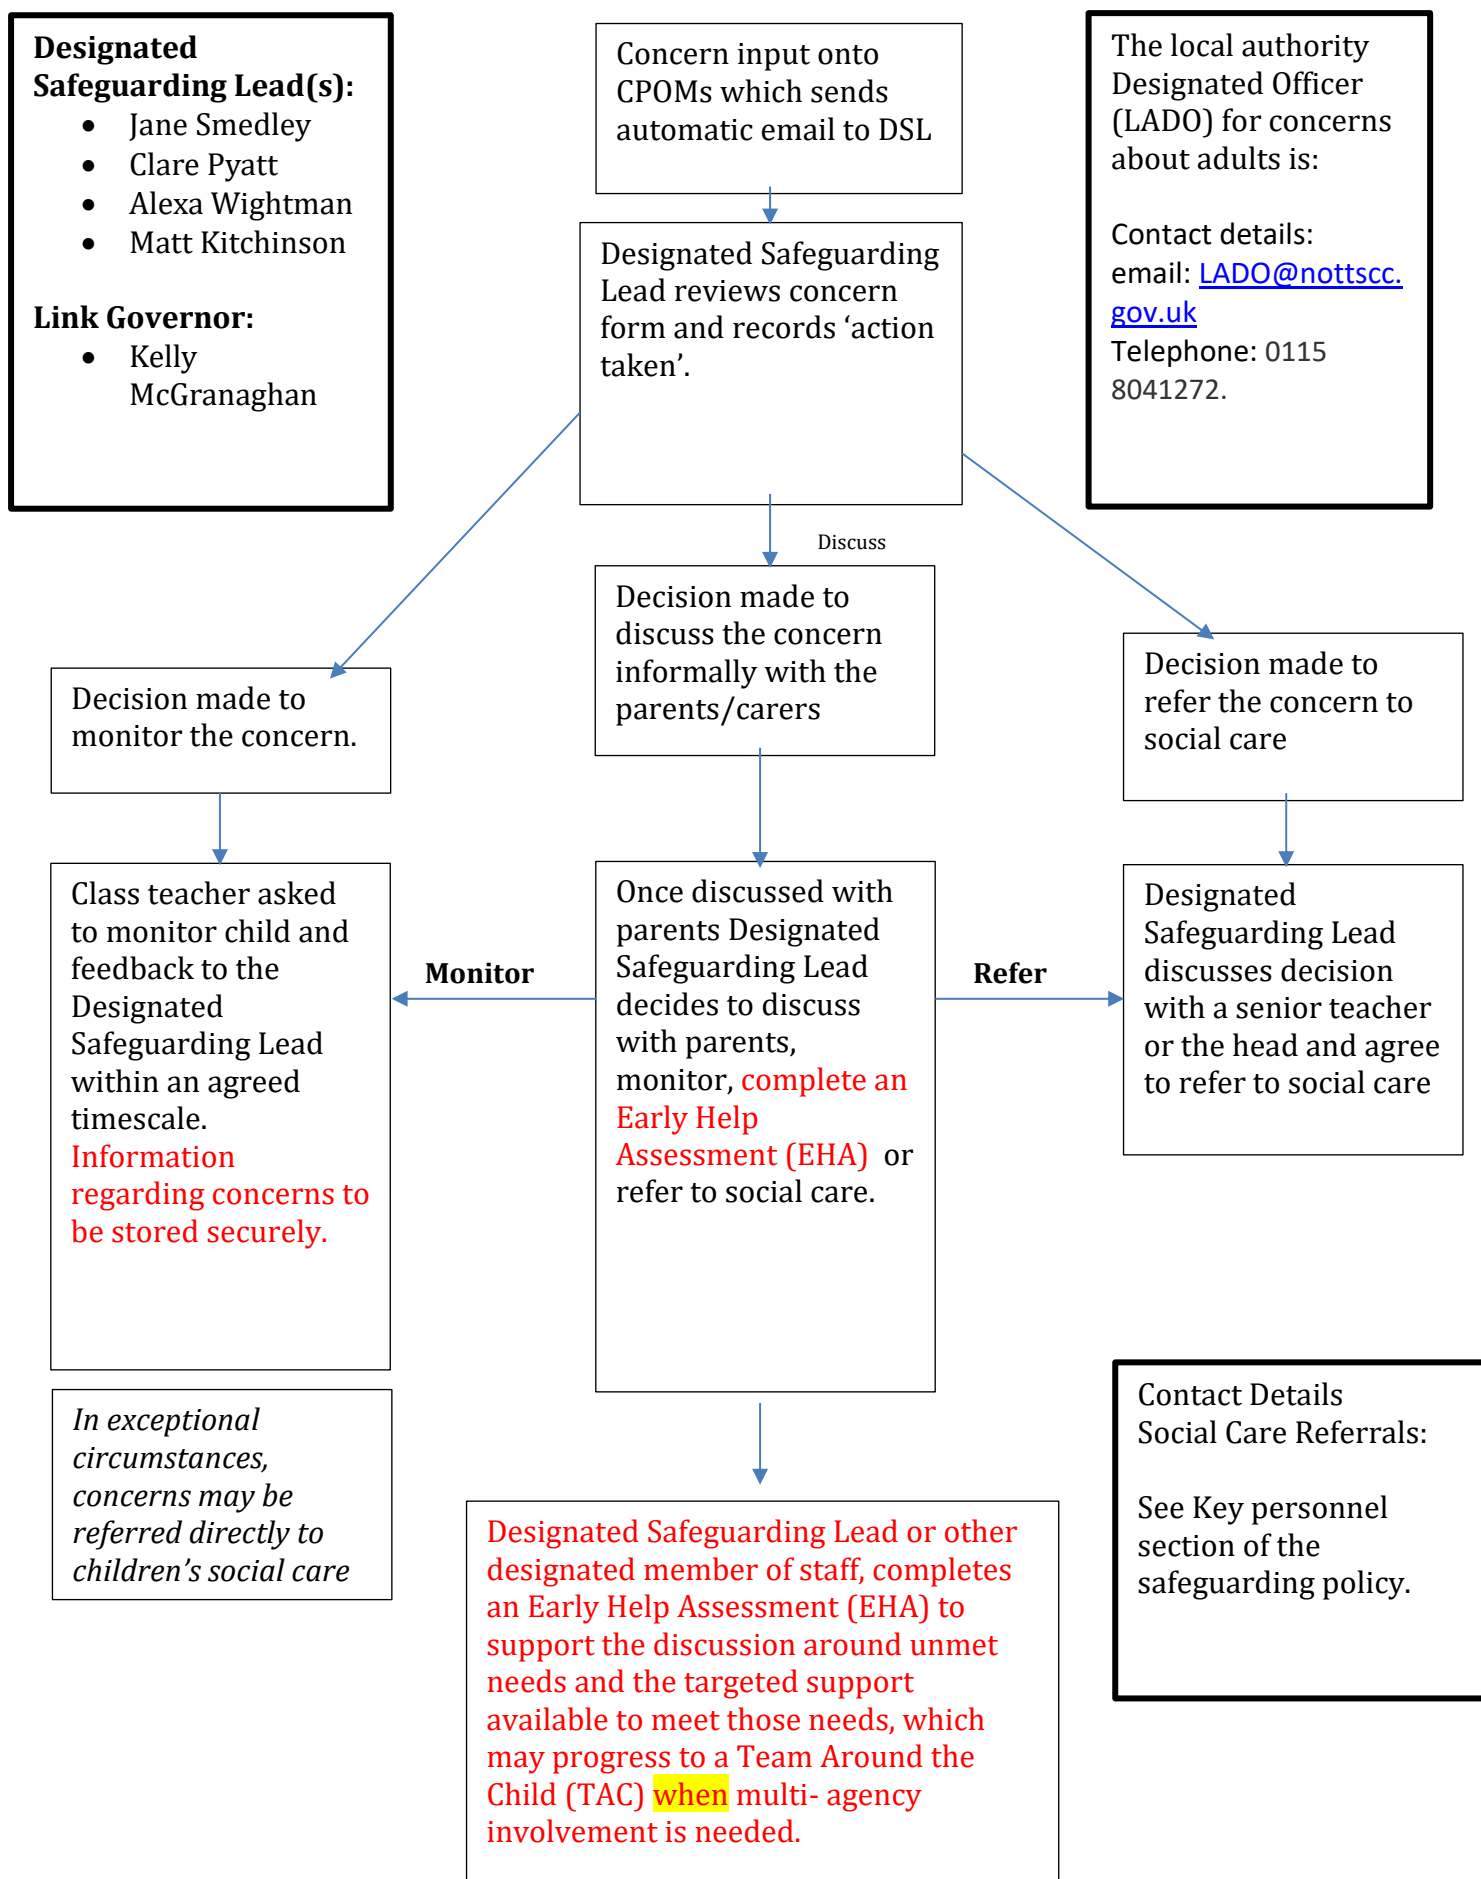 Designated
Safeguarding Lead(s):
• Jane Smedley
• Clare Pyatt
• Alexa Wightman
• Matt Kitchinson
Link Governor:
• Kelly
McGranaghan
Concern input onto
CPOMs which sends
automatic email to DSL
The local authority
Designated Officer
(LADO) for concerns
about adults is:
Contact details:
email: LADO@nottscc.
gov.uk
Telephone: 0115
8041272.
Designated Safeguarding
Lead reviews concern
form and records ‘action
taken’.
Discuss
Decision made to
monitor the concern.
Decision made to
discuss the concern
informally with the
parents/carers
Decision made to
refer the concern to
social care
Class teacher asked
to monitor child and
feedback to the
Designated
Safeguarding Lead
within an agreed
timescale.
Information
regarding concerns to
be stored securely.
Monitor
Once discussed with
parents Designated
Safeguarding Lead
decides to discuss
with parents,
monitor, complete an
Early Help
Assessment (EHA) or
refer to social care.
Refer
Designated
Safeguarding Lead
discusses decision
with a senior teacher
or the head and agree
to refer to social care
In exceptional
circumstances,
concerns may be
referred directly to
children’s social care
Contact Details
Social Care Referrals:
See Key personnel
section of the
safeguarding policy.
Designated Safeguarding Lead or other
designated member of staff, completes
an Early Help Assessment (EHA) to
support the discussion around unmet
needs and the targeted support
available to meet those needs, which
may progress to a Team Around the
Child (TAC) when multi- agency
involvement is needed.